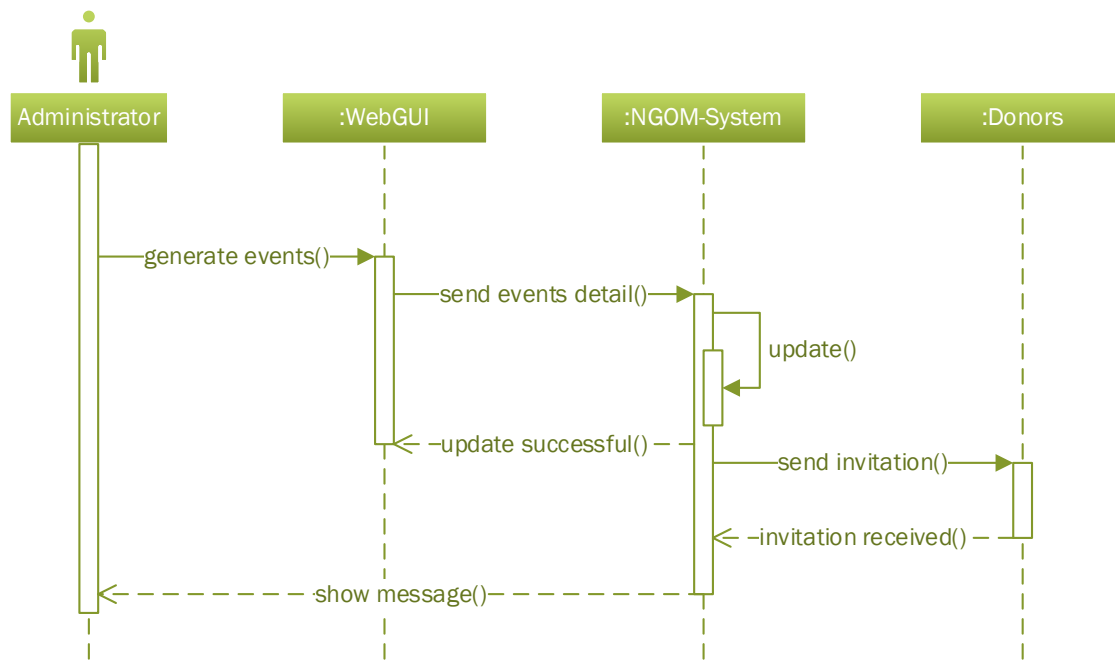 Administrator
:WebGUI
:NGOM-System
:Donors
generate events()
send events detail()
update()
update successful()
send invitation()
invitation received()
show message()